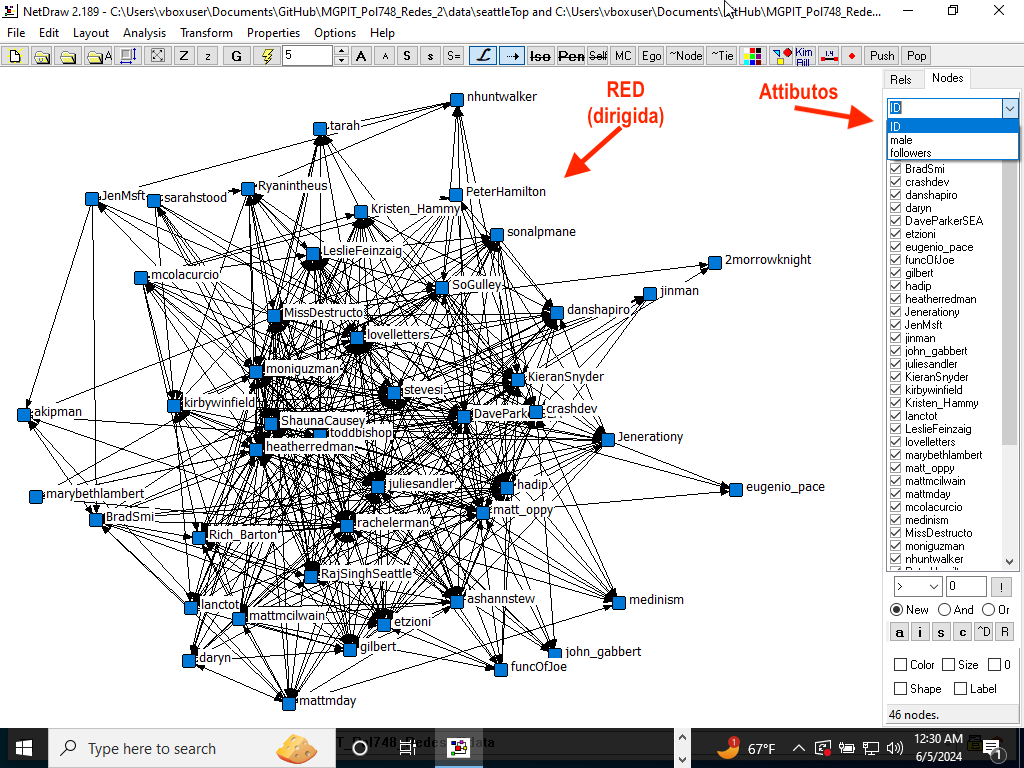 NetDraw 2.189 - C:\Users\vboxuser\Documents\GitHub\MGPIT_Pol748_Redes_2\data\seattleTop and C:\Users\vboxuser\Documents\GitHub\MGPIT_Pol748_Rede...
File Edit Layout Analysis Transform Properties Options Help
A Z z G 5 A A S s S= L Iso Pen Self MC Ego ~Node ~Tie Kim Bill Push Pop
Rels Nodes
RED
(dirigida)
Attibutos
ID
ID
male
followers
BradSmi
crashdev
danshapiro
daryn
DaveParkerSEA
etzioni
eugenio_pace
funcOfJoe
gilbert
hadip
heatherredman
Jenerationy
JenMsft
jinman
john_gabbert
juliesandler
KieranSnyder
kirbywinfield
Kristen_Hammy
lanctot
LeslieFeinzaig
lovelletters
marybethlambert
matt_oppy
mattmcilwain
mattmday
mcolacurcio
medinism
MissDestructo
moniguzman
nhuntwalker
> 0 !
New And Or
a i s c ^D R
Color Size 0
Shape Label
46 nodes.
nhuntwalker
tarah
Ryanintheus
JenMsft
sarahstood
PeterHamilton
Kristen_Hammy
sonalpmane
LeslieFeinzaig
2morrowknight
mcolacurcio
SoGulley
jinman
MissDestructo
danshapiro
lovelletters
moniguzman
KieranSnyder
stevesi
kirbywinfield
akipman
crashdev
DavePark
ShaunaCausey
toddbishop
Jenerationy
heatherredman
juliesandler
hadip
eugenio_pace
marybethlambert
matt_oppy
BradSmi
rachelerman
Rich_Barton
RajSinghSeattle
ashannstew
medinism
lanctot
mattmcilwain
etzioni
gilbert
john_gabbert
daryn
funcOfJoe
mattmday
Type here to search
T_Pol748_Redes data
1
67°F
12:30 AM
6/5/2024
1